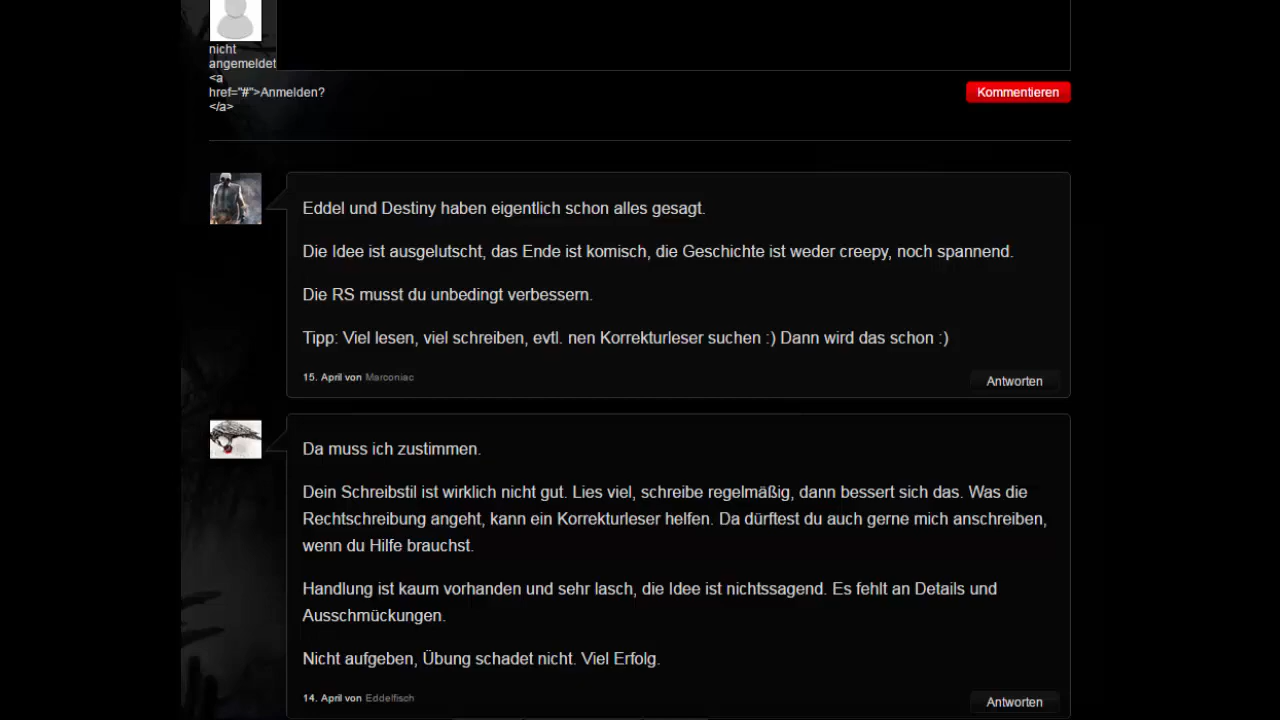 nicht
angemeldet
<a
href="#">Anmelden?
</a>
Kommentieren
Eddel und Destiny haben eigentlich schon alles gesagt.
Die Idee ist ausgelutscht, das Ende ist komisch, die Geschichte ist weder creepy, noch spannend.
Die RS musst du unbedingt verbessern.
Tipp: Viel lesen, viel schreiben, evtl. nen Korrekturleser suchen :) Dann wird das schon :)
15. April von Marconiac
Antworten
Da muss ich zustimmen.
Dein Schreibstil ist wirklich nicht gut. Lies viel, schreibe regelmäßig, dann bessert sich das. Was die
Rechtschreibung angeht, kann ein Korrekturleser helfen. Da dürftest du auch gerne mich anschreiben,
wenn du Hilfe brauchst.
Handlung ist kaum vorhanden und sehr lasch, die Idee ist nichtssagend. Es fehlt an Details und
Ausschmückungen.
Nicht aufgeben, Übung schadet nicht. Viel Erfolg.
14. April von Eddelfisch
Antworten